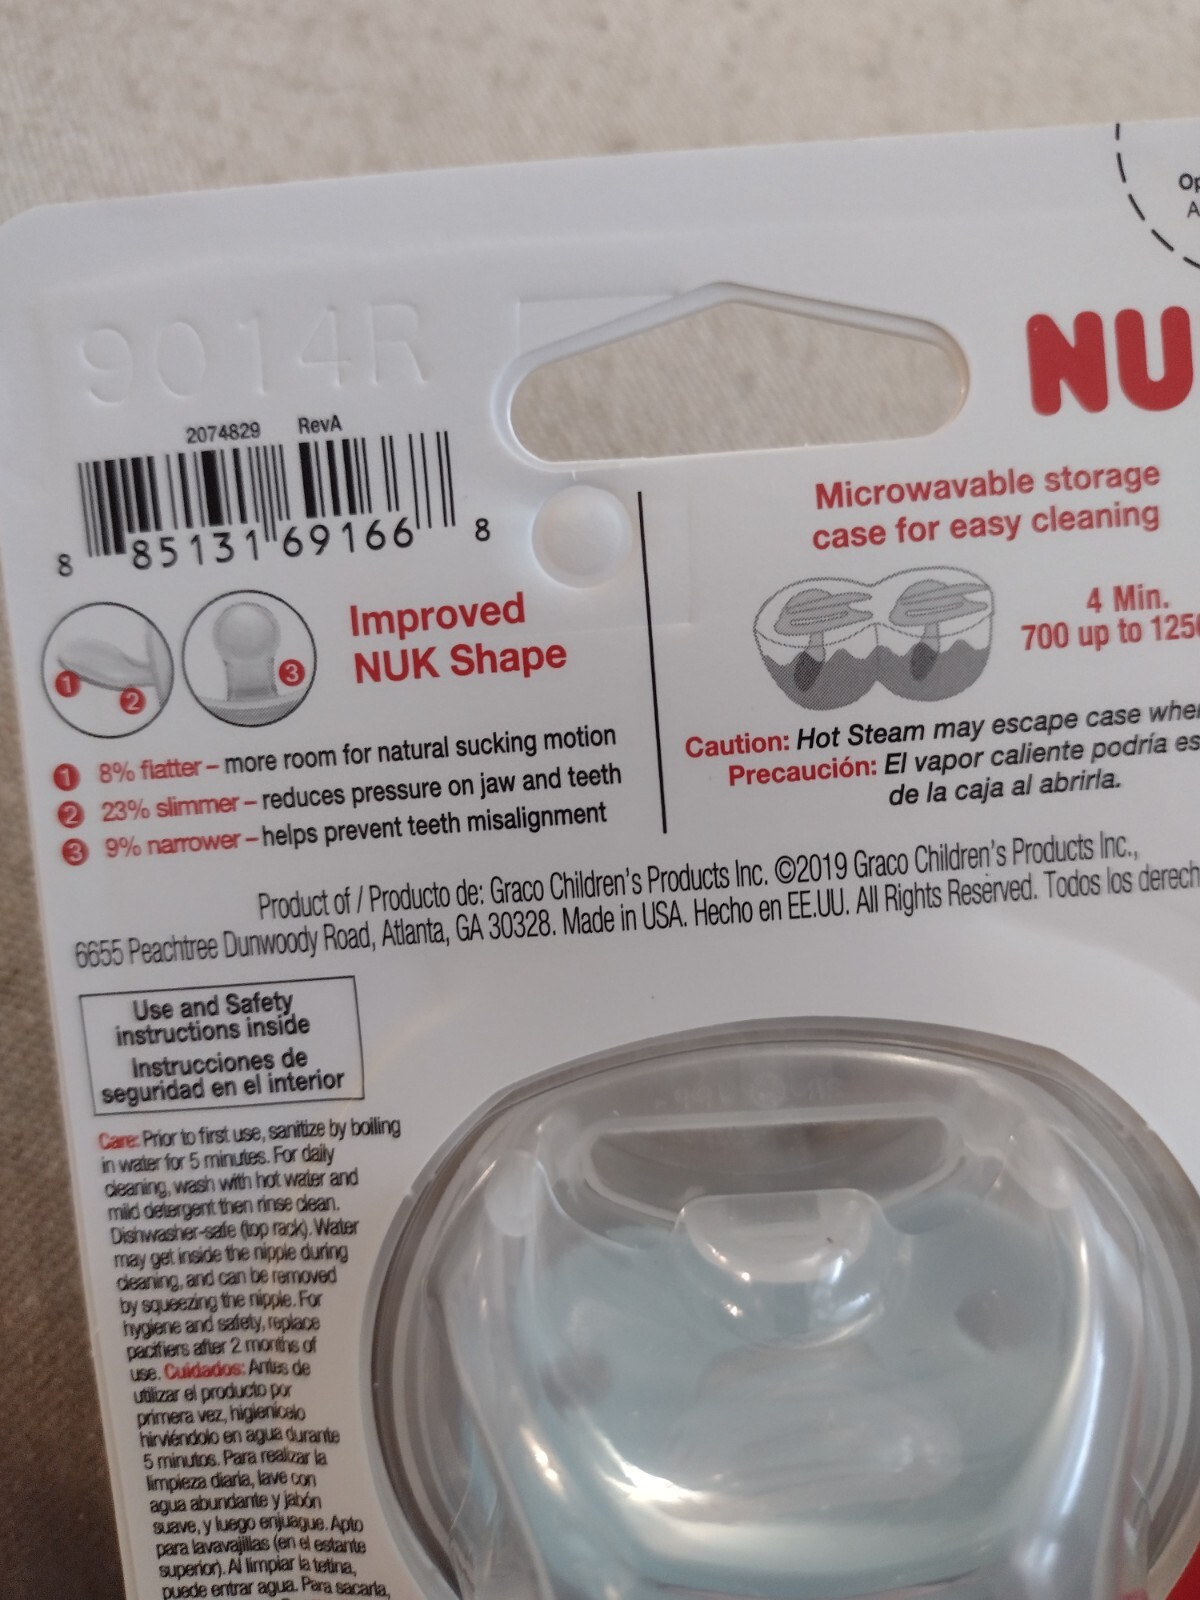 Op
A
9014R
NU
2074829 RevA
8 85131 69166 8
Microwavable storage
case for easy cleaning
4 Min.
700 up to 125
Improved
NUK Shape
1
2
3
1 8% flatter – more room for natural sucking motion
2 23% slimmer – reduces pressure on jaw and teeth
3 9% narrower – helps prevent teeth misalignment
Caution: Hot Steam may escape case whe
Precaución: El vapor caliente podría es
de la caja al abrirla.
Product of / Producto de: Graco Children's Products Inc. ©2019 Graco Children's Products Inc.,
6655 Peachtree Dunwoody Road, Atlanta, GA 30328. Made in USA. Hecho en EE.UU. All Rights Reserved. Todos los derech
Use and Safety
instructions inside
Instrucciones de
seguridad en el interior
Care: Prior to first use, sanitize by boiling
in water for 5 minutes. For daily
cleaning, wash with hot water and
mild detergent then rinse clean.
Dishwasher-safe (top rack). Water
may get inside the nipple during
cleaning, and can be removed
by squeezing the nipple. For
hygiene and safety, replace
pacifiers after 2 months of
use. Cuidados: Antes de
utilizar el producto por
primera vez, higienícelo
hirviéndolo en agua durante
5 minutos. Para realizar la
limpieza diaria, lave con
agua abundante y jabón
suave, y luego enjuague. Apto
para lavavajillas (en el estante
superior). Al limpiar la tetina,
puede entrar agua. Para sacarla,